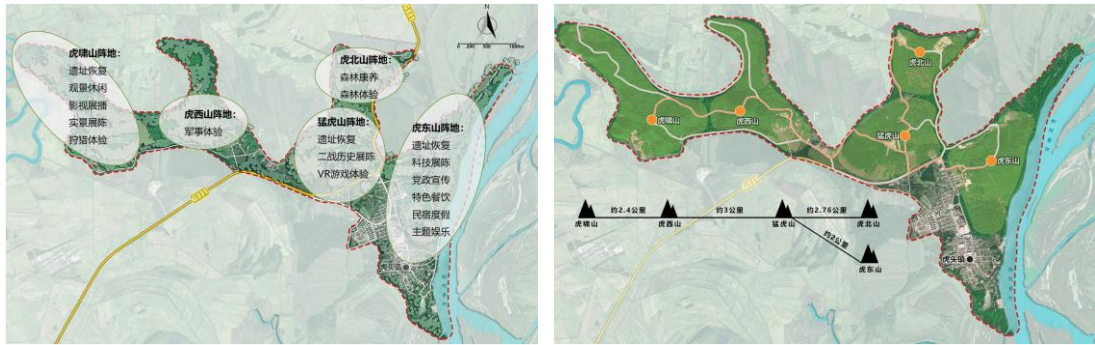 虎啸山阵地：
遗址恢复
观景休闲
影视展播
实景展陈
狩猎体验
虎西山阵地：
军事体验
虎北山阵地：
森林康养
森林体验
猛虎山阵地：
遗址恢复
二战历史展陈
VR游戏体验
虎东山阵地：
遗址恢复
科技展陈
党政宣传
特色餐饮
民宿度假
主题娱乐
G331
虎头镇
N
0 200 500 1000m
虎啸山
虎西山
虎北山
猛虎山
虎东山
虎头镇
约2.4公里
约3公里
约2.76公里
约2公里
虎啸山
虎西山
猛虎山
虎北山
虎东山